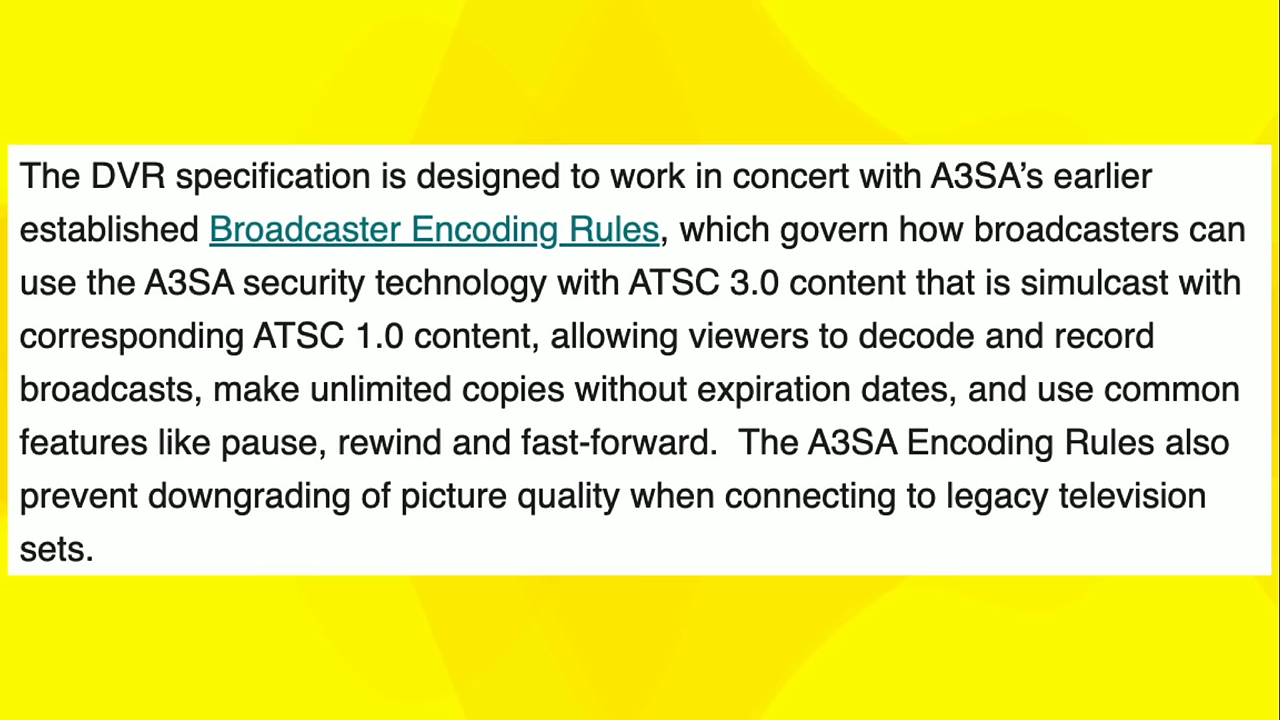 The DVR specification is designed to work in concert with A3SA’s earlier
established Broadcaster Encoding Rules, which govern how broadcasters can
use the A3SA security technology with ATSC 3.0 content that is simulcast with
corresponding ATSC 1.0 content, allowing viewers to decode and record
broadcasts, make unlimited copies without expiration dates, and use common
features like pause, rewind and fast-forward.  The A3SA Encoding Rules also
prevent downgrading of picture quality when connecting to legacy television
sets.